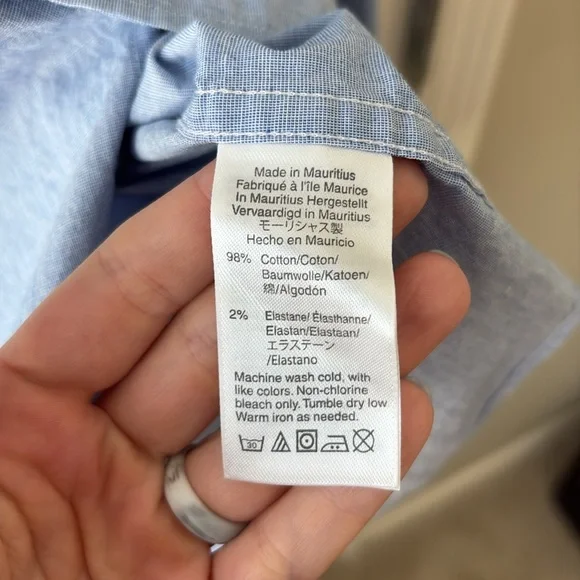 Made in Mauritius
Fabriqué à l'île Maurice
In Mauritius Hergestellt
Vervaardigd in Mauritius
モーリシャス製
Hecho en Mauricio
98% Cotton/Coton/
Baumwolle/Katoen/
綿/Algodón
2% Elastane/ Élasthanne/
Elastan/Elastaan/
エラステーン
/Elastano
Machine wash cold, with
like colors. Non-chlorine
bleach only. Tumble dry low
Warm iron as needed.
30